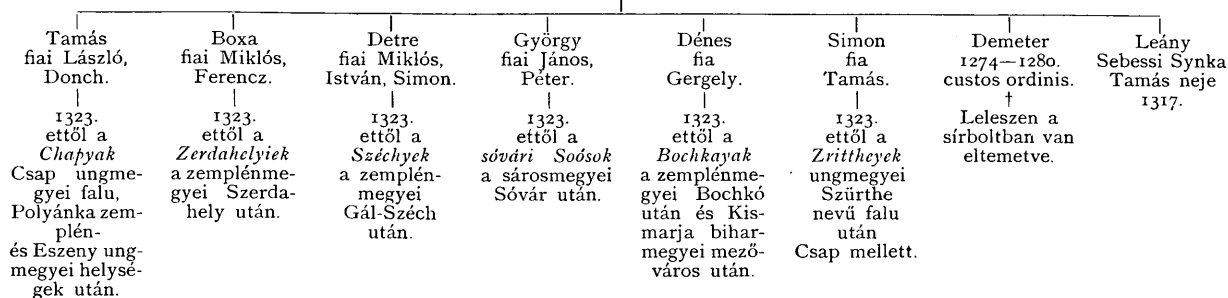 Tamás
fiai László,
Donch.
1323.
ettől a
Chapyak
Csap ungme-
gyei falu,
Polyánka zem-
plén-
és Eszeny ung-
megyei helysé-
gek után.
Boxa
fiai Miklós,
Ferencz.
1323.
ettől a
Zerdahelyiek
a zemplénme-
gyei Szerda-
hely után.
Detre
fiai Miklós,
István, Simon.
1323.
ettől a
Széchyek
a zemplén-
megyei
Gál-Széch
után.
György
fiai János,
Péter.
1323.
ettől a
sóvári Soósok
a sárosmegyei
Sóvár után.
Dénes
fia
Gergely.
1323.
ettől a
Bochkayak
a zemplénme-
gyei Bochkó
után és Kis-
marja bihar-
megyei mező-
város után.
Simon
fia
Tamás.
1323.
ettől a
Zrittheyek
ungmegyei
Szürthe
nevű falu
után
Csap mellett.
Demeter
1274—1280.
custos ordinis.
†
Leleszen a
sírboltban van
eltemetve.
Leány
Sebessi Synka
Tamás neje
1317.